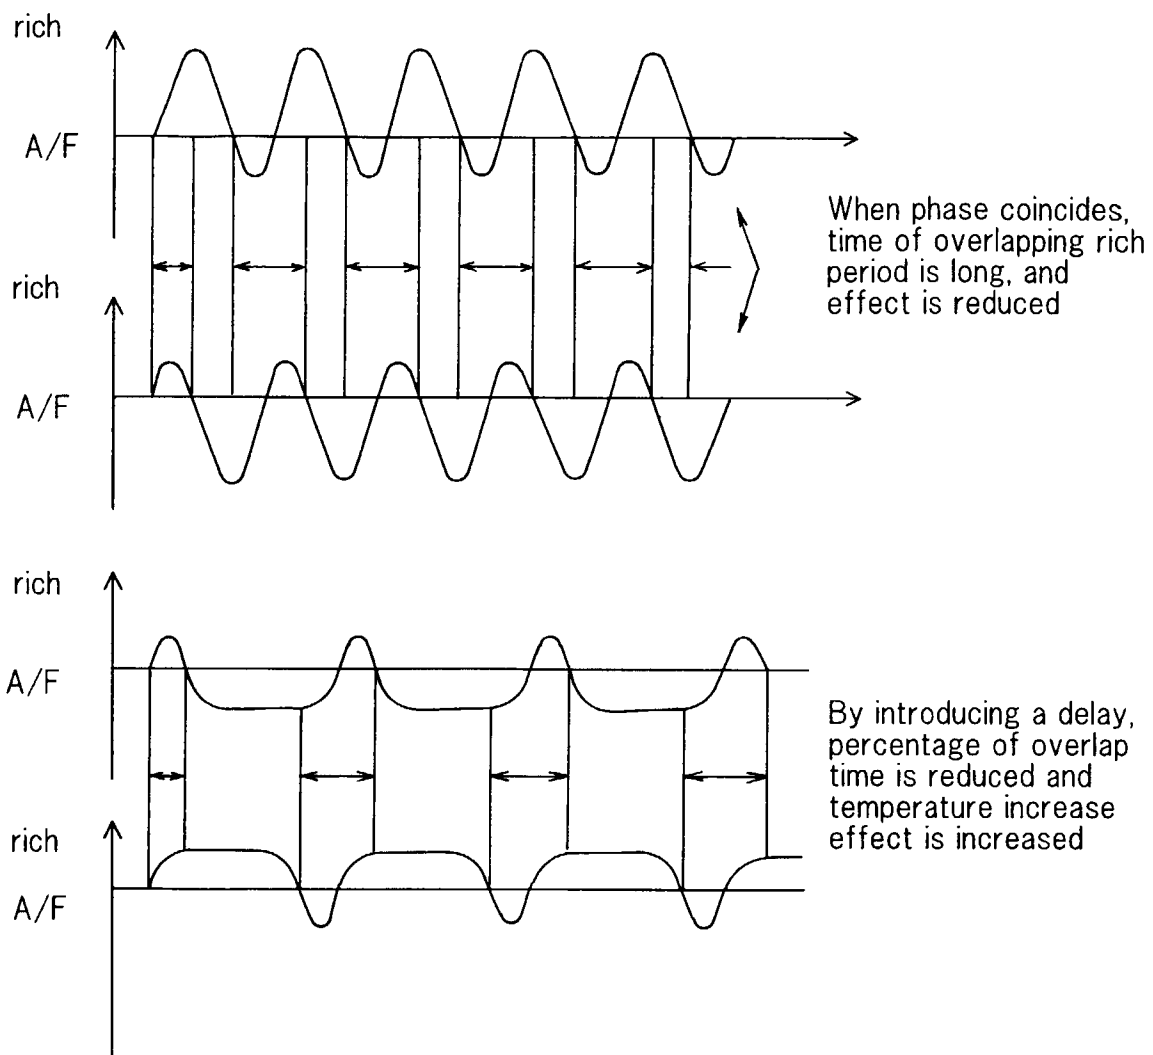 rich
A/F
When phase coincides,
time of overlapping rich
period is long, and
effect is reduced
rich
A/F
rich
A/F
By introducing a delay,
percentage of overlap
time is reduced and
temperature increase
effect is increased
rich
A/F